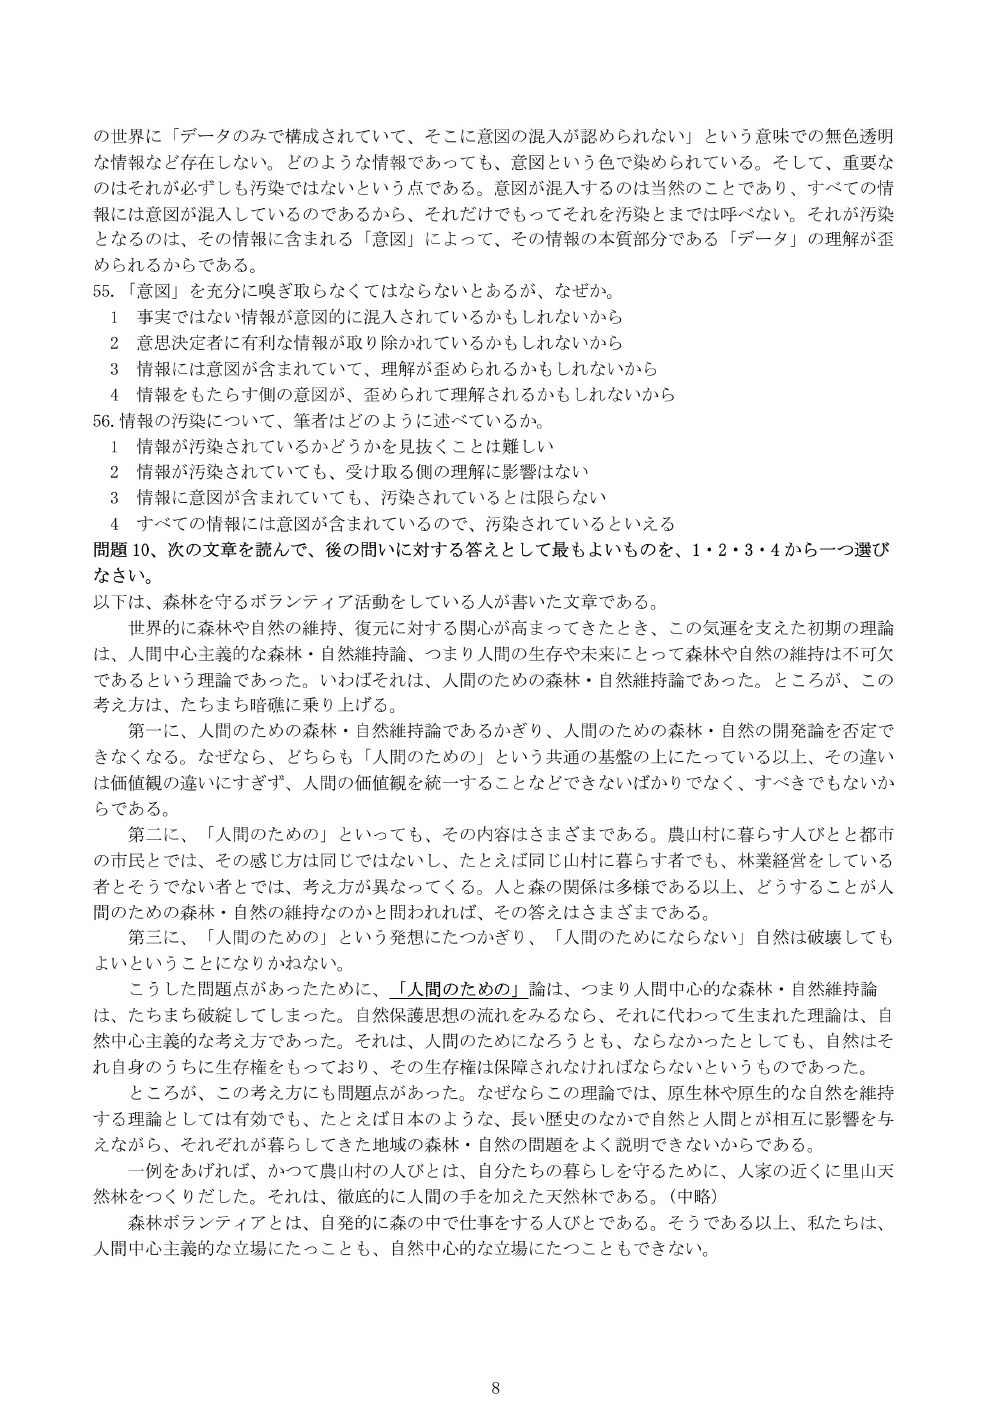 の世界に「データのみで構成されていて、そこに意図の混入が認められない」という意味での無色透明
な情報など存在しない。どのような情報であっても、意図という色で染められている。そして、重要な
のはそれが必ずしも汚染ではないという点である。意図が混入するのは当然のことであり、すべての情
報には意図が混入しているのであるから、それだけでもってそれを汚染とまでは呼べない。それが汚染
となるのは、その情報に含まれる「意図」によって、その情報の本質部分である「データ」の理解が歪
められるからである。
55.「意図」を充分に嗅ぎ取らなくてはならないとあるが、なぜか。
1 事実ではない情報が意図的に混入されているかもしれないから
2 意思決定者に有利な情報が取り除かれているかもしれないから
3 情報には意図が含まれていて、理解が歪められるかもしれないから
4 情報をもたらす側の意図が、歪められて理解されるかもしれないから
56.情報の汚染について、筆者はどのように述べているか。
1 情報が汚染されているかどうかを見抜くことは難しい
2 情報が汚染されていても、受け取る側の理解に影響はない
3 情報に意図が含まれていても、汚染されているとは限らない
4 すべての情報には意図が含まれているので、汚染されているといえる
問題 10、次の文章を読んで、後の問いに対する答えとして最もよいものを、1・2・3・4 から一つ選び
なさい。
以下は、森林を守るボランティア活動をしている人が書いた文章である。
世界的に森林や自然の維持、復元に対する関心が高まってきたとき、この気運を支えた初期の理論
は、人間中心主義的な森林・自然維持論、つまり人間の生存や未来にとって森林や自然の維持は不可欠
であるという理論であった。いわばそれは、人間のための森林・自然維持論であった。ところが、この
考え方は、たちまち暗礁に乗り上げる。
第一に、人間のための森林・自然維持論であるかぎり、人間のための森林・自然の開発論を否定で
きなくなる。なぜなら、どちらも「人間のための」という共通の基盤の上にたっている以上、その違い
は価値観の違いにすぎず、人間の価値観を統一することなどできないばかりでなく、すべきでもないか
らである。
第二に、「人間のための」といっても、その内容はさまざまである。農山村に暮らす人びとと都市
の市民とでは、その感じ方は同じではないし、たとえば同じ山村に暮らす者でも、林業経営をしている
者とそうでない者とでは、考え方が異なってくる。人と森の関係は多様である以上、どうすることが人
間のための森林・自然の維持なのかと問われれば、その答えはさまざまである。
第三に、「人間のための」という発想にたつかぎり、「人間のためにならない」自然は破壊しても
よいということになりかねない。
こうした問題点があったために、「人間のための」論は、つまり人間中心的な森林・自然維持論
は、たちまち破綻してしまった。自然保護思想の流れをみるなら、それに代わって生まれた理論は、自
然中心主義的な考え方であった。それは、人間のためになろうとも、ならなかったとしても、自然はそ
れ自身のうちに生存権をもっており、その生存権は保障されなければならないというものであった。
ところが、この考え方にも問題点があった。なぜならこの理論では、原生林や原生的な自然を維持
する理論としては有効でも、たとえば日本のような、長い歴史のなかで自然と人間とが相互に影響を与
えながら、それぞれが暮らしてきた地域の森林・自然の問題をよく説明できないからである。
一例をあげれば、かつて農山村の人びとは、自分たちの暮らしを守るために、人家の近くに里山天
然林をつくりだした。それは、徹底的に人間の手を加えた天然林である。（中略）
森林ボランティアとは、自発的に森の中で仕事をする人びとである。そうである以上、私たちは、
人間中心主義的な立場にたっことも、自然中心的な立場にたつこともできない。
8